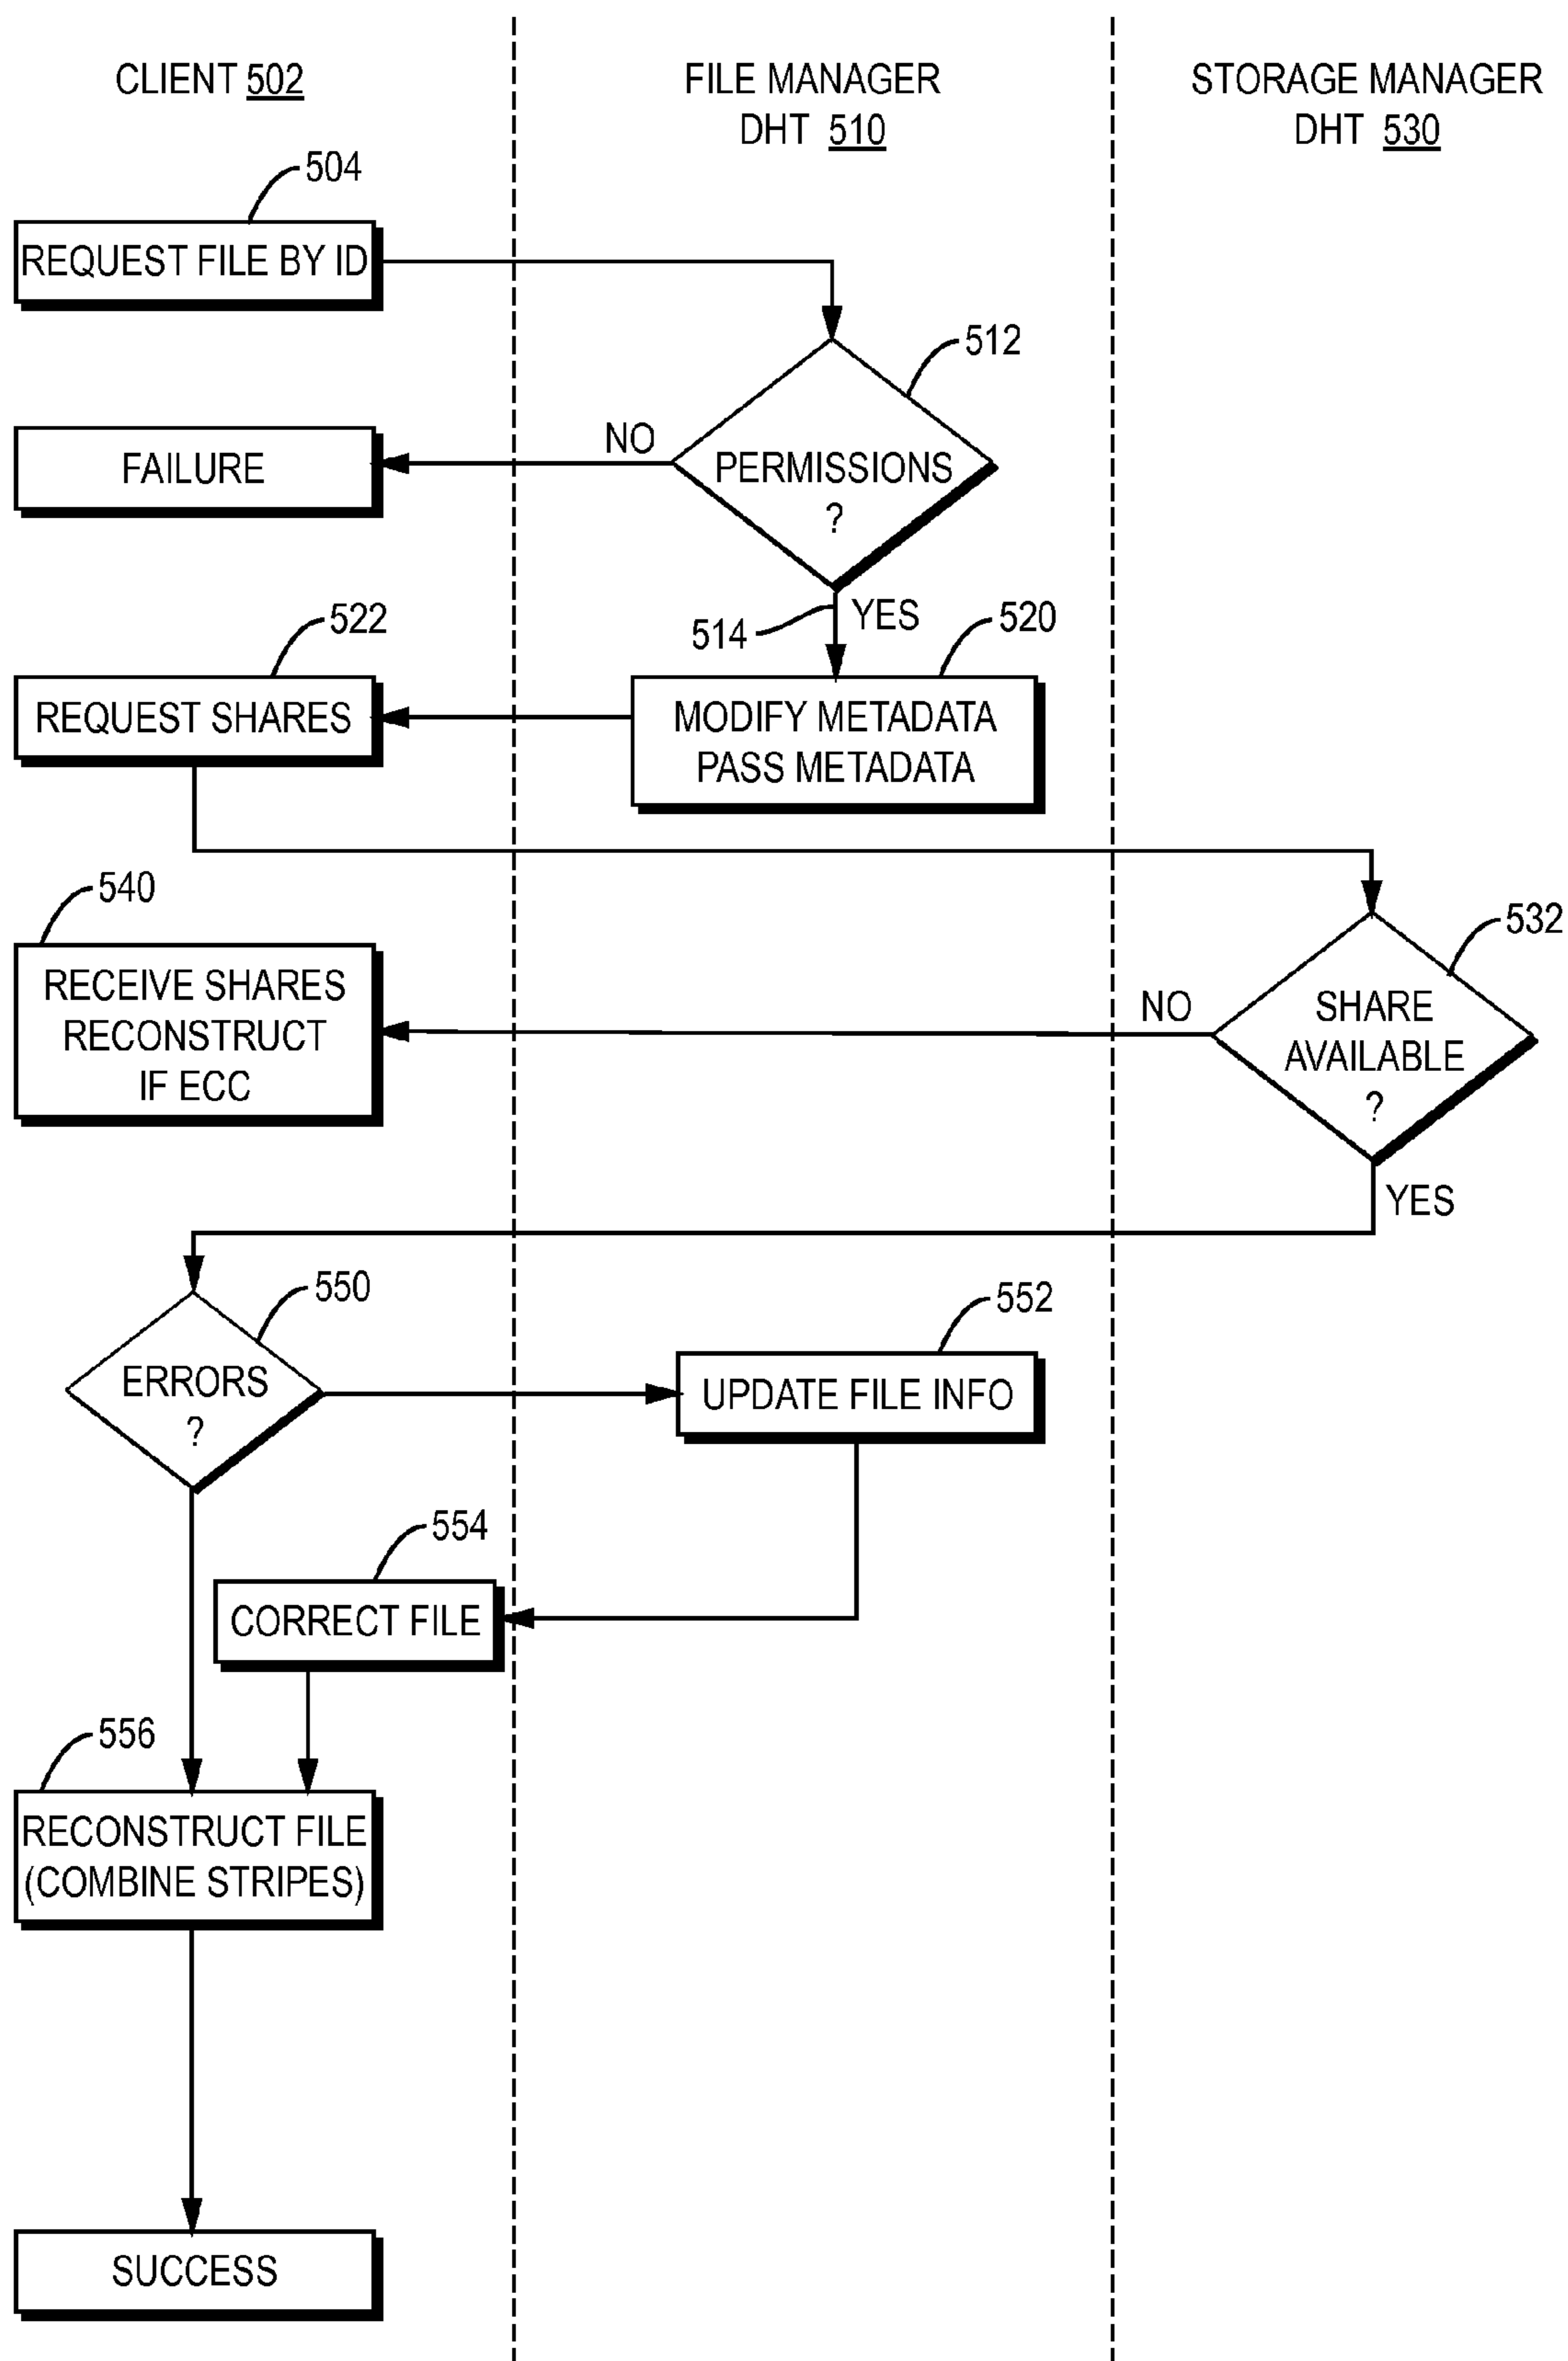 CLIENT 502
FILE MANAGER
DHT 510
STORAGE MANAGER
DHT 530
504
REQUEST FILE BY ID
512
PERMISSIONS
?
NO
FAILURE
514
YES
520
MODIFY METADATA
PASS METADATA
522
REQUEST SHARES
532
SHARE
AVAILABLE
?
NO
540
RECEIVE SHARES
RECONSTRUCT
IF ECC
YES
550
ERRORS
?
552
UPDATE FILE INFO
554
CORRECT FILE
556
RECONSTRUCT FILE
(COMBINE STRIPES)
SUCCESS